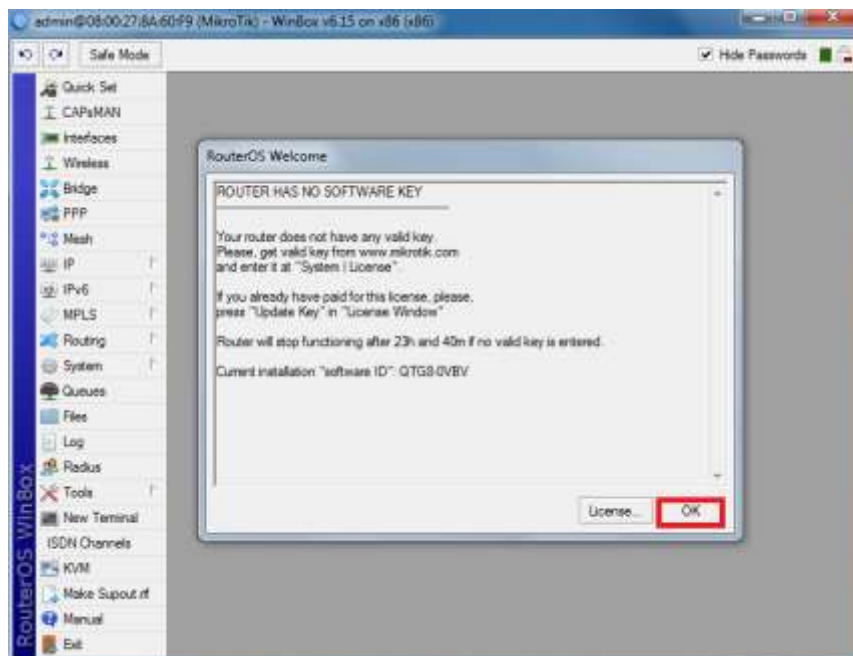 admin@08:00:27:8A:60:F9 (MikroTik) - WinBox v6.15 on x86 (x86)
Safe Mode
Hide Passwords
Quick Set
CAPsMAN
Interfaces
Wireless
Bridge
PPP
Mesh
IP
IPv6
MPLS
Routing
System
Queues
Files
Log
Radius
Tools
New Terminal
ISDN Channels
KVM
Make Supout.rif
Manual
Exit
RouterOS WinBox
RouterOS Welcome
ROUTER HAS NO SOFTWARE KEY
Your router does not have any valid key.
Please, get valid key from www.mikrotik.com
and enter it at "System | License".
If you already have paid for this license, please,
press "Update Key" in "License Window"
Router will stop functioning after 23h and 40m if no valid key is entered.
Current installation "software ID": QTG8-0VBV
License...
OK